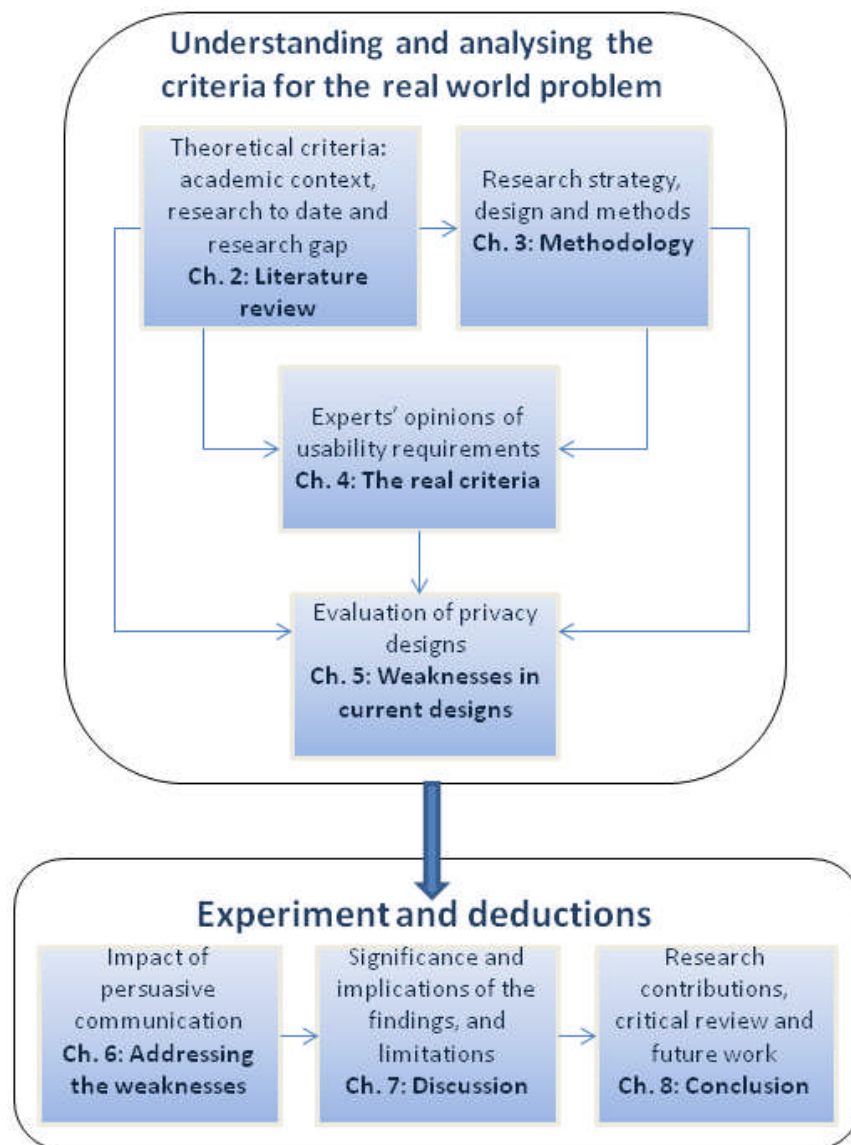 Understanding and analysing the
criteria for the real world problem
Theoretical criteria:
academic context,
research to date and
research gap
Ch. 2: Literature
review
Research strategy,
design and methods
Ch. 3: Methodology
Experts' opinions of
usability requirements
Ch. 4: The real criteria
Evaluation of privacy
designs
Ch. 5: Weaknesses in
current designs
Experiment and deductions
Impact of
persuasive
communication
Ch. 6: Addressing
the weaknesses
Significance and
implications of the
findings, and
limitations
Ch. 7: Discussion
Research
contributions,
critical review and
future work
Ch. 8: Conclusion